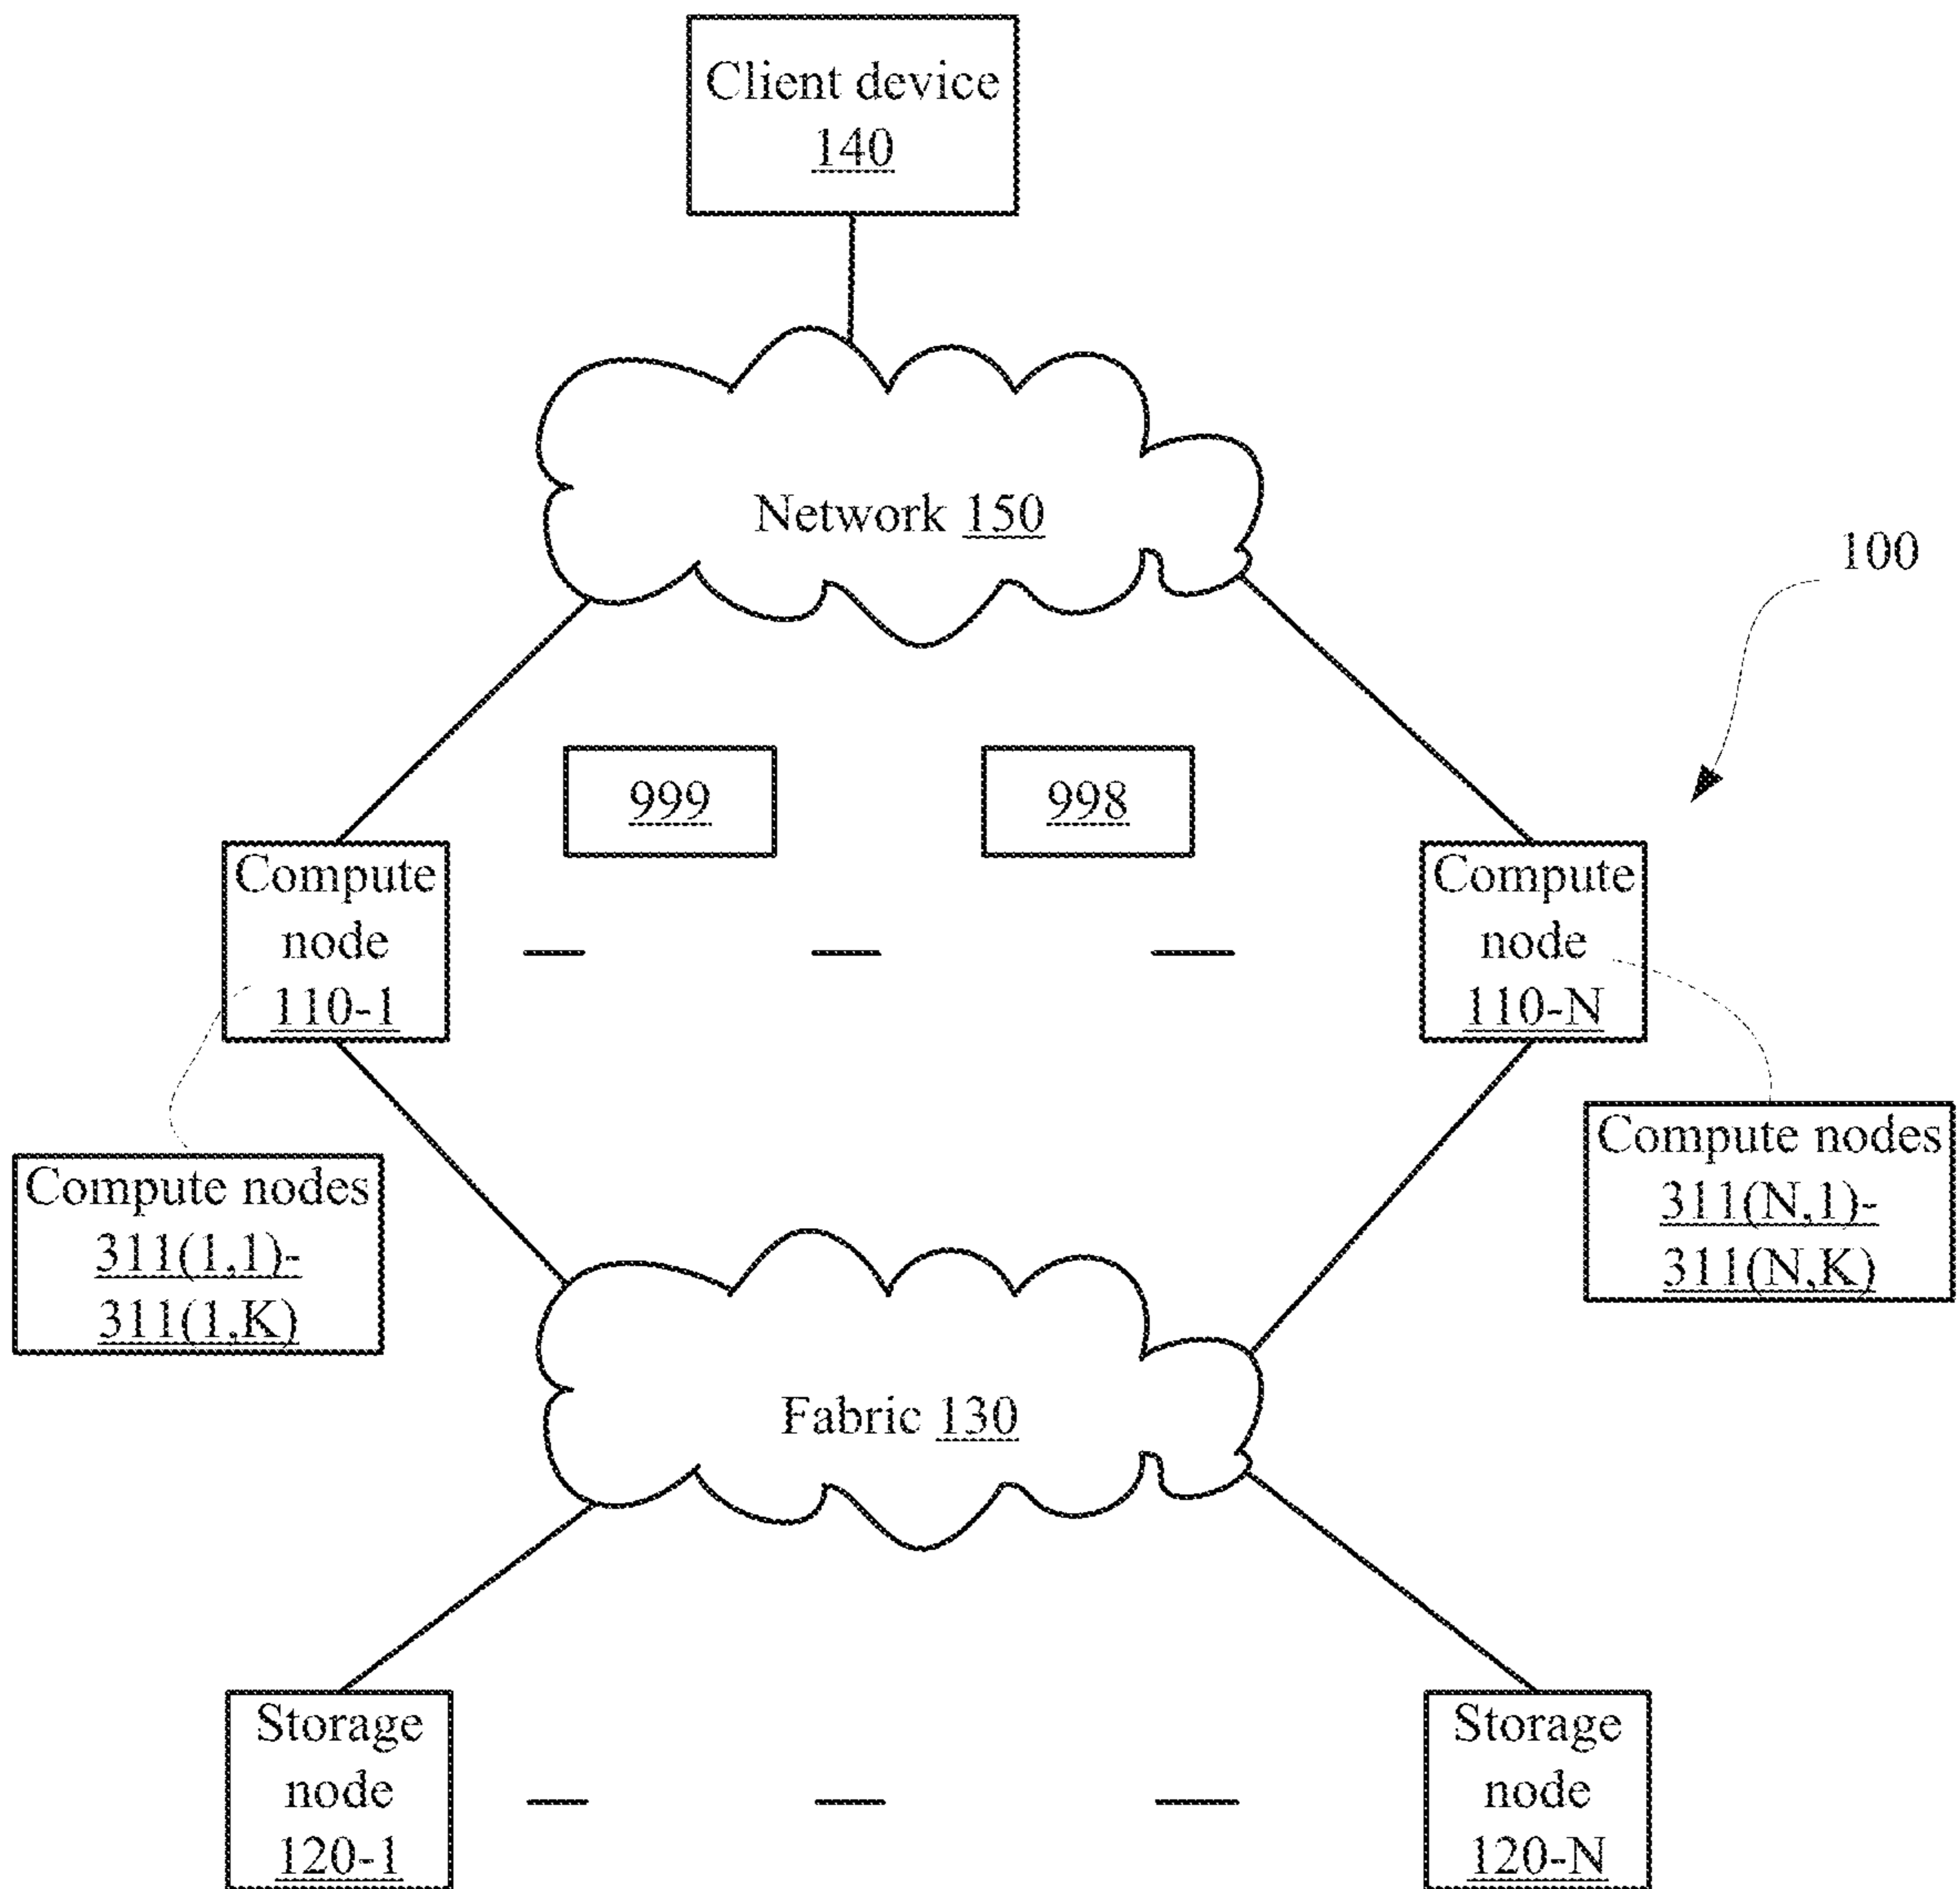 Client device
140
Network 150
100
999
998
Compute
node
110-1
Compute
node
110-N
Compute nodes
311(1,1)-
311(1,K)
Compute nodes
311(N,1)-
311(N,K)
Fabric 130
Storage
node
120-1
Storage
node
120-N